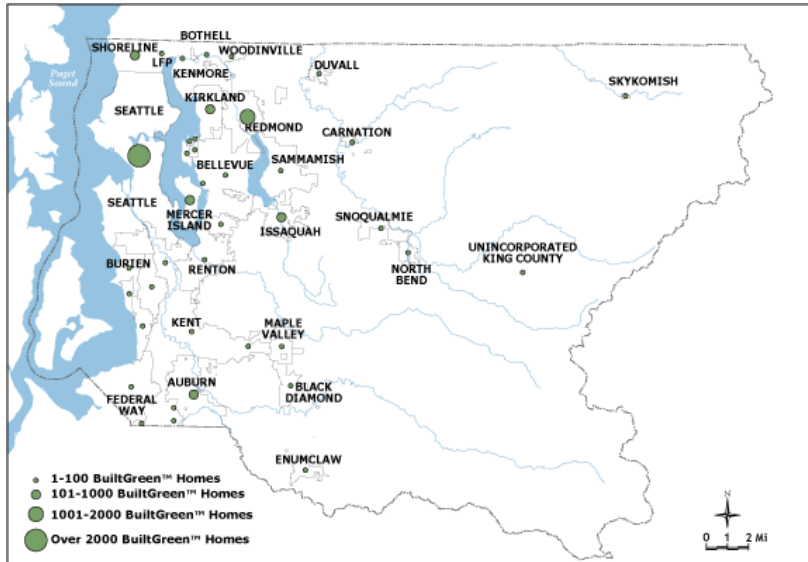 BOTHELL
SHORELINE
WOODINVILLE
LFP
DUVALL
KENMORE
Puget
Sound
SKYKOMISH
KIRKLAND
SEATTLE
REDMOND
CARNATION
BELLEVUE
SAMMAMISH
SEATTLE
MERCER
ISLAND
SNOQUALMIE
ISSAQUAH
UNINCORPORATED
KING COUNTY
BURIEN
RENTON
NORTH
BEND
KENT
MAPLE
VALLEY
AUBURN
BLACK
DIAMOND
FEDERAL
WAY
ENUMCLAW
1-100 BuiltGreen™ Homes
101-1000 BuiltGreen™ Homes
1001-2000 BuiltGreen™ Homes
Over 2000 BuiltGreen™ Homes
N
0 1 2 Mi